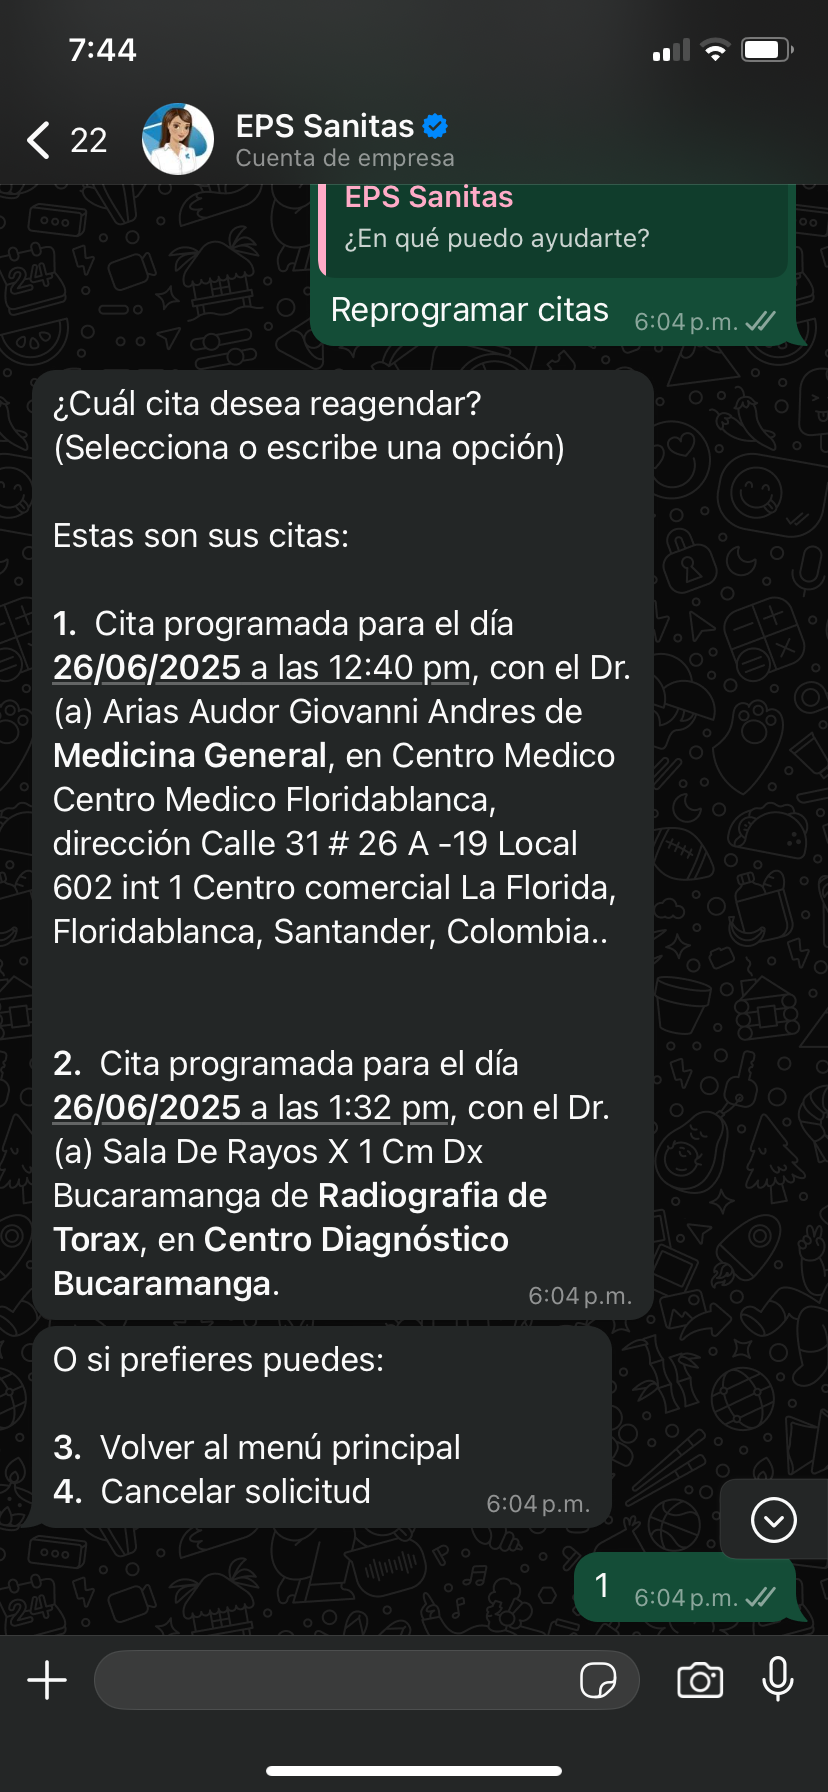 7:44
22
EPS Sanitas
Cuenta de empresa
EPS Sanitas
¿En qué puedo ayudarte?
Reprogramar citas 6:04 p.m.
¿Cuál cita desea reagendar?
(Selecciona o escribe una opción)
Estas son sus citas:
1. Cita programada para el día
26/06/2025 a las 12:40 pm, con el Dr.
(a) Arias Audor Giovanni Andres de
Medicina General, en Centro Medico
Centro Medico Floridablanca,
dirección Calle 31 # 26 A -19 Local
602 int 1 Centro comercial La Florida,
Floridablanca, Santander, Colombia..
2. Cita programada para el día
26/06/2025 a las 1:32 pm, con el Dr.
(a) Sala De Rayos X 1 Cm Dx
Bucaramanga de Radiografia de
Torax, en Centro Diagnóstico
Bucaramanga. 6:04 p.m.
O si prefieres puedes:
3. Volver al menú principal
4. Cancelar solicitud 6:04 p.m.
1 6:04 p.m.